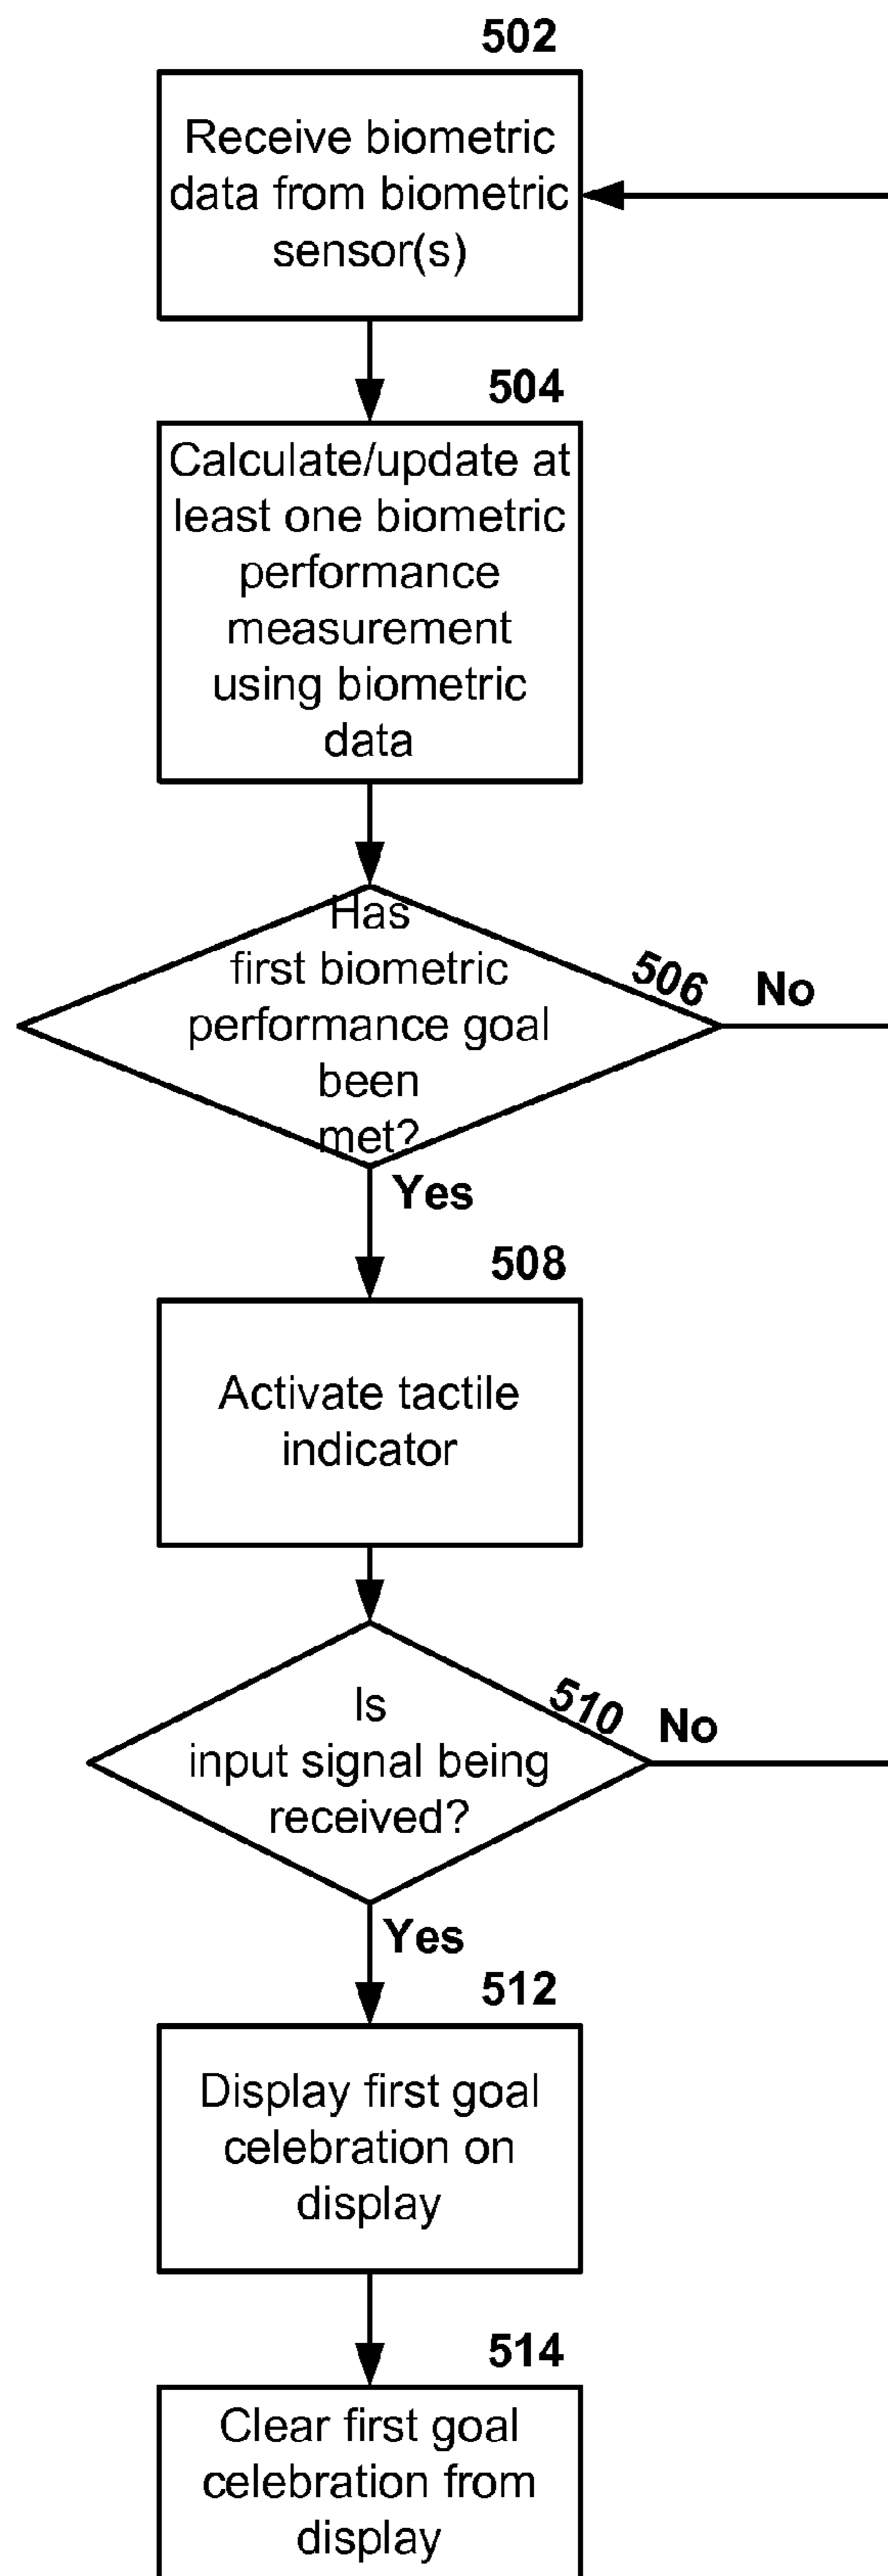 502
Receive biometric
data from biometric
sensor(s)
504
Calculate/update at
least one biometric
performance
measurement
using biometric
data
Has
first biometric
performance goal
been
met?
506
No
Yes
508
Activate tactile
indicator
Is
input signal being
received?
510
No
Yes
512
Display first goal
celebration on
display
514
Clear first goal
celebration from
display